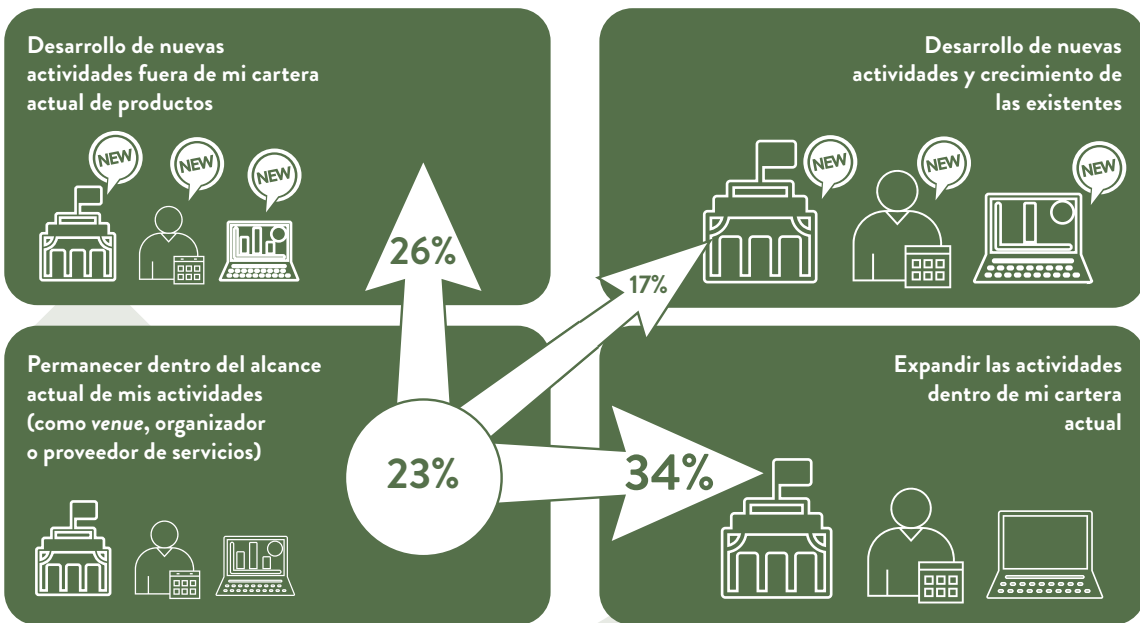 Desarrollo de nuevas
actividades fuera de mi cartera
actual de productos
NEW
NEW
NEW
26%
Desarrollo de nuevas
actividades y crecimiento de
las existentes
NEW
NEW
NEW
17%
Permanecer dentro del alcance
actual de mis actividades
(como venue, organizador
o proveedor de servicios)
23%
Expandir las actividades
dentro de mi cartera
actual
34%